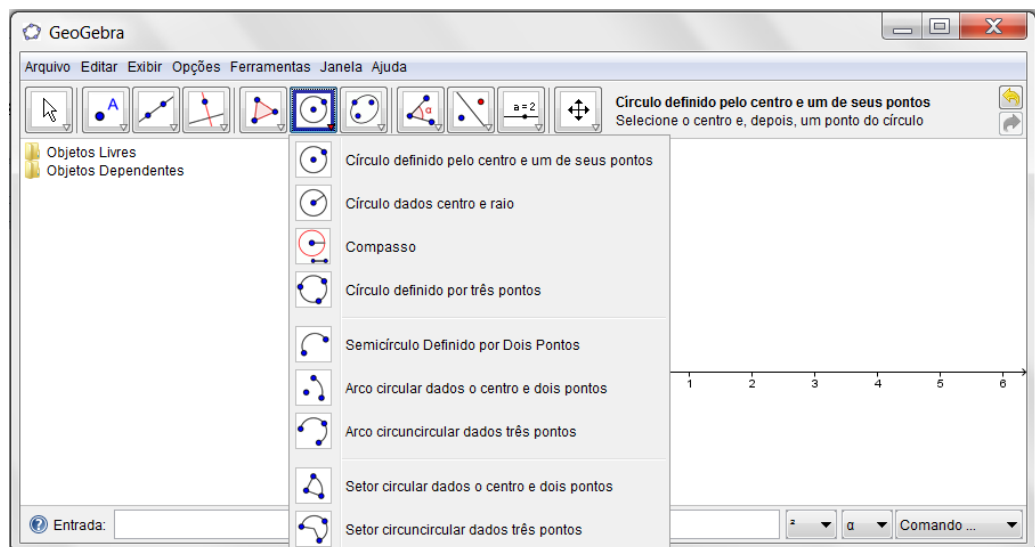 GeoGebra
Arquivo Editar Exibir Opções Ferramentas Janela Ajuda
A
α
a=2
Círculo definido pelo centro e um de seus pontos
Selecione o centro e, depois, um ponto do círculo
Objetos Livres
Objetos Dependentes
Círculo definido pelo centro e um de seus pontos
Círculo dados centro e raio
Compasso
Círculo definido por três pontos
Semicírculo Definido por Dois Pontos
Arco circular dados o centro e dois pontos
Arco circuncircular dados três pontos
Setor circular dados o centro e dois pontos
Setor circuncircular dados três pontos
1 2 3 4 5 6
Entrada:
² α Comando ...